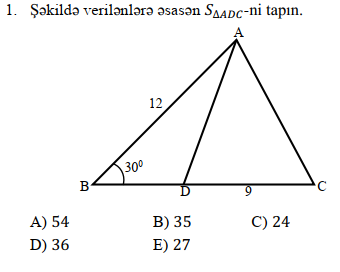 1. Şəkildə verilənlərə əsasən S△ADC-ni tapın.
A
12
30⁰
B
D
9
C
A) 54 B) 35 C) 24
D) 36 E) 27